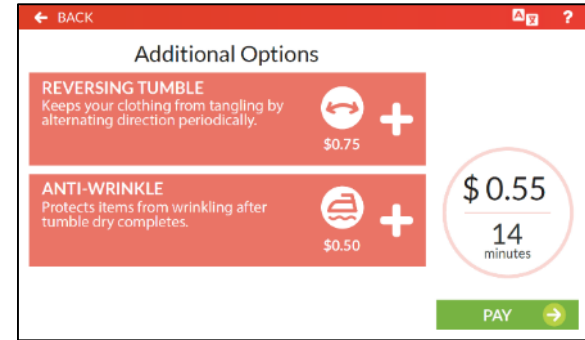 BACK
?
Additional Options
REVERSING TUMBLE
Keeps your clothing from tangling by
alternating direction periodically.
$0.75
ANTI-WRINKLE
Protects items from wrinkling after
tumble dry completes.
$0.50
$ 0.55
14
minutes
PAY